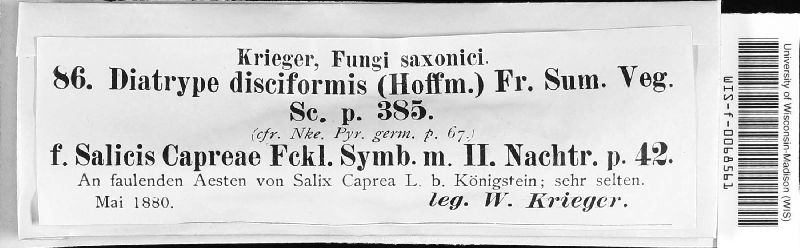 Krieger, Fungi saxonici.
86. Diatrype disciformis (Hoffm.) Fr. Sum. Veg.
Sc. p. 385.
(cfr. Nke. Pyr. germ. p. 67.)
f. Salicis Capreae Fckl. Symb. m. II. Nachtr. p. 42.
An faulenden Aesten von Salix Caprea L. b. Königstein; sehr selten.
Mai 1880.
leg. W. Krieger.
WIS-f-0068561
University of Wisconsin-Madison (WIS)